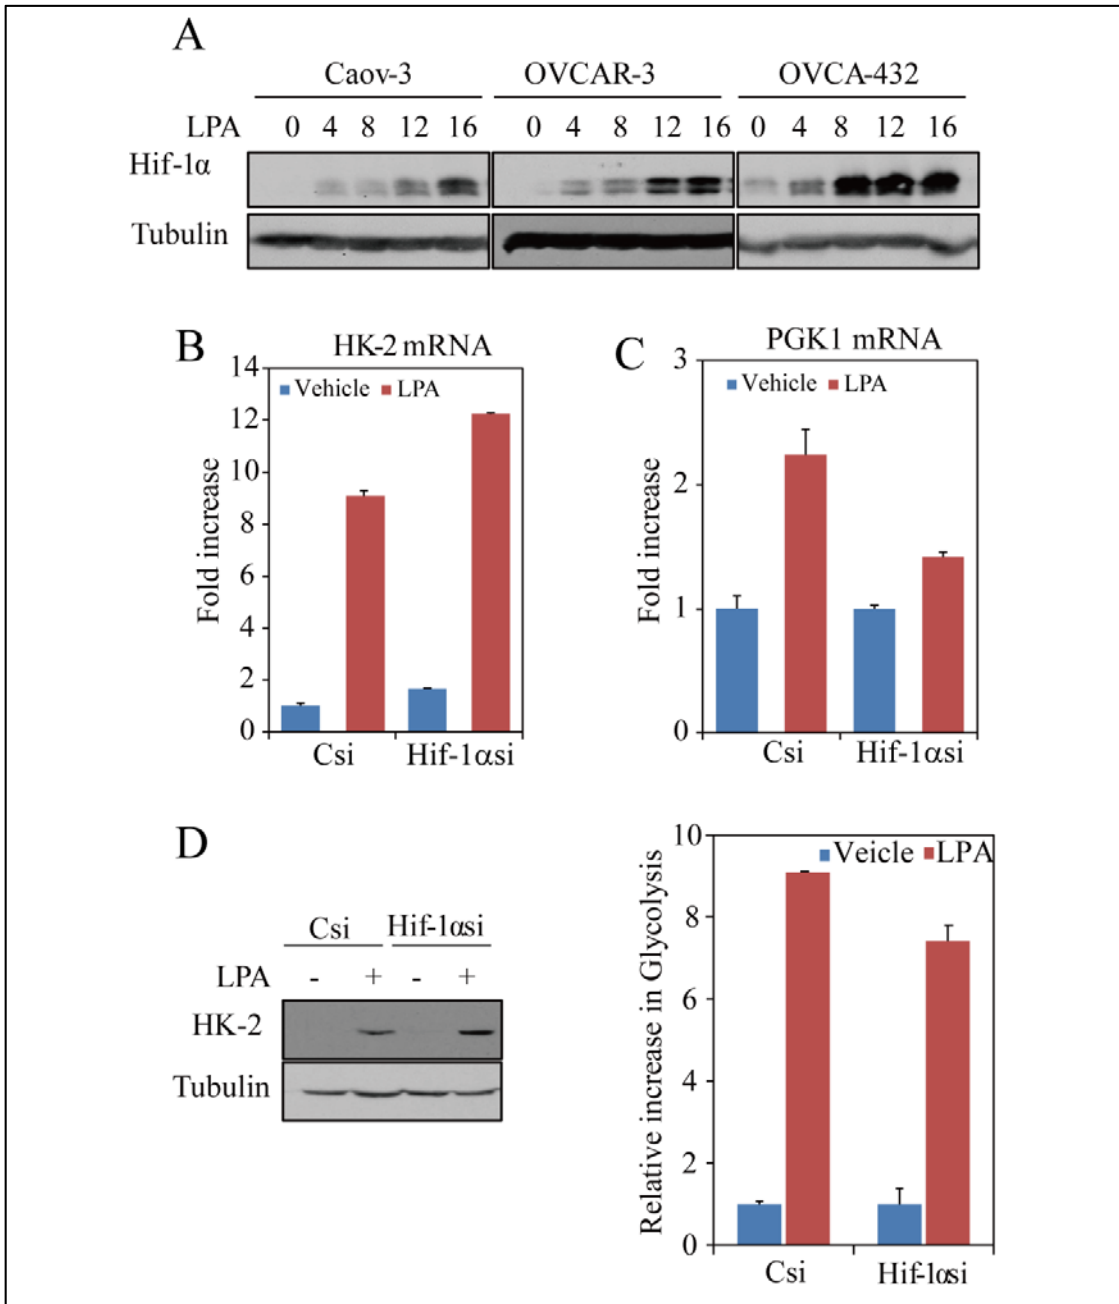 A
Caov-3 OVCAR-3 OVCA-432
LPA 0 4 8 12 16 0 4 8 12 16 0 4 8 12 16
Hif-1α
Tubulin
B
HK-2 mRNA
Vehicle LPA
Fold increase
14
12
10
8
6
4
2
0
Csi Hif-1αsi
C
PGK1 mRNA
Vehicle LPA
Fold increase
3
2
1
0
Csi Hif-1αsi
D
Csi Hif-1αsi
LPA - + - +
HK-2
Tubulin
Veicle LPA
Relative increase in Glycolysis
10
8
6
4
2
0
Csi Hif-1αsi